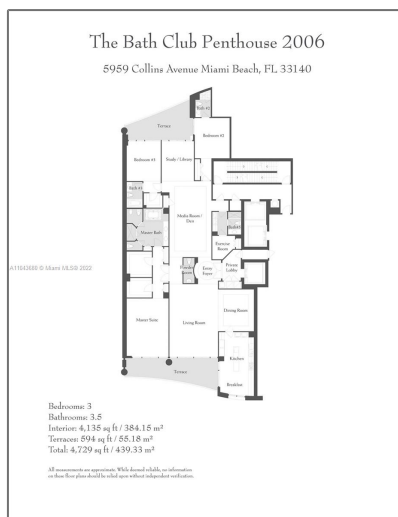 The Bath Club Penthouse 2006
5959 Collins Avenue Miami Beach, FL 33140
Bath #2
Terrace
Bedroom #2
Bedroom #3
Study / Library
Bath #3
Media Room /
Den
Master Bath
Exercise
Room
Powder
Room
Entry
Foyer
Private
Lobby
A11043688 © Miami MLS® 2022
Master Suite
Living Room
Dining Room
Kitchen
Terrace
Breakfast
Bedrooms: 3
Bathrooms: 3.5
Interior: 4,135 sq ft / 384.15 m²
Terraces: 594 sq ft / 55.18 m²
Total: 4,729 sq ft / 439.33 m²
All measurements are approximate. While deemed reliable, no information
on these floor plans should be relied upon without independent verification.